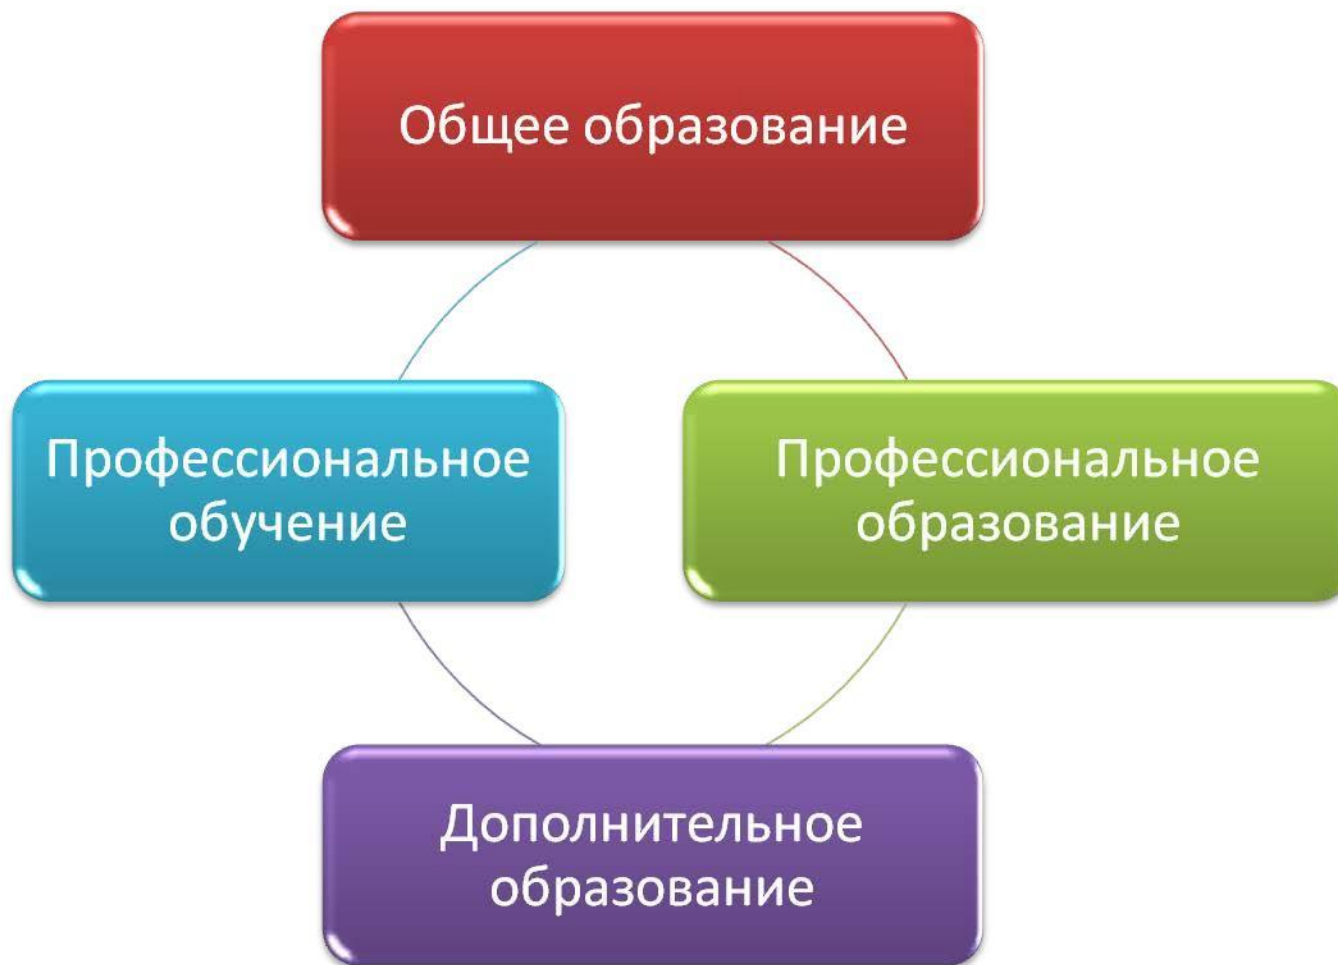 Общее образование
Профессиональное
обучение
Профессиональное
образование
Дополнительное
образование